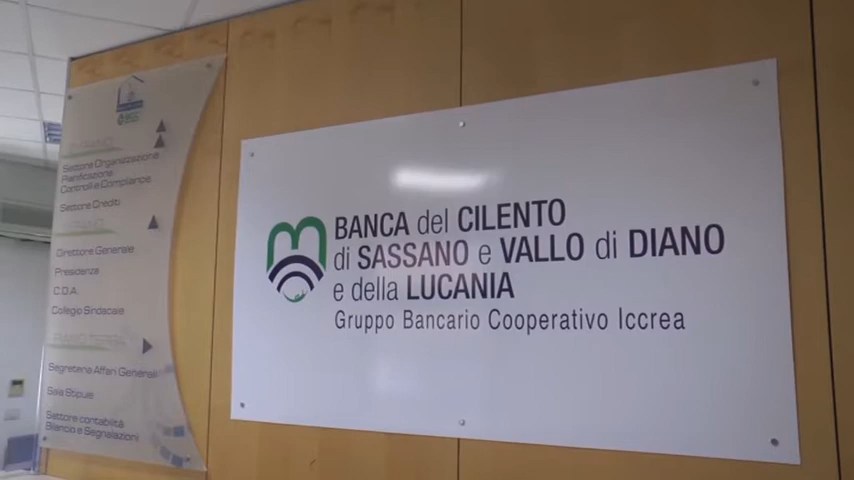 Settore Organizzazione
Pianificazione
Controlli e Compliance
Settore Crediti
Direttore Generale
Presidenza
C.D.A.
Collegio Sindacale
Segreteria Affari Generali
Sala Stipule
Settore contabilità
Bilancio e Segnalazioni
BANCA del CILENTO
di SASSANO e VALLO di DIANO
e della LUCANIA
Gruppo Bancario Cooperativo Iccrea